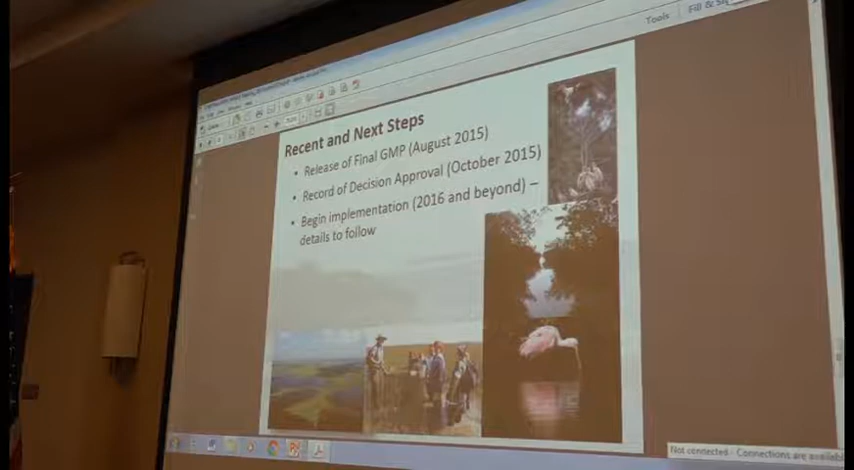 Tools
Fill & Si
Recent and Next Steps
• Release of Final GMP (August 2015)
• Record of Decision Approval (October 2015)
• Begin implementation (2016 and beyond) –
details to follow
Not connected - Connections are available